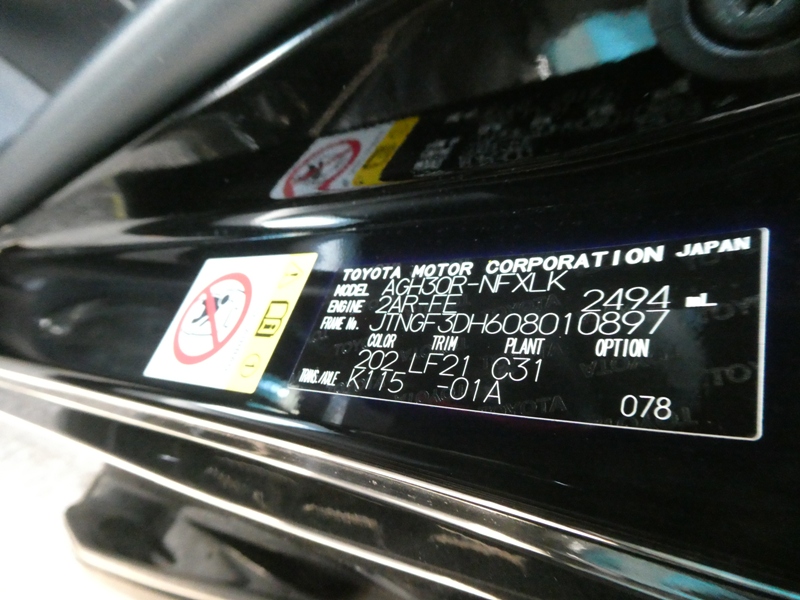 TOYOTA MOTOR CORPORATION JAPAN
MODEL AGH30R-NFXLK
ENGINE 2AR-FE 2494 mL
FRAME No. JTNGF3DH608010897
COLOR TRIM PLANT OPTION
202 LF21 C31
TRANS./AXLE K115 -01A
078